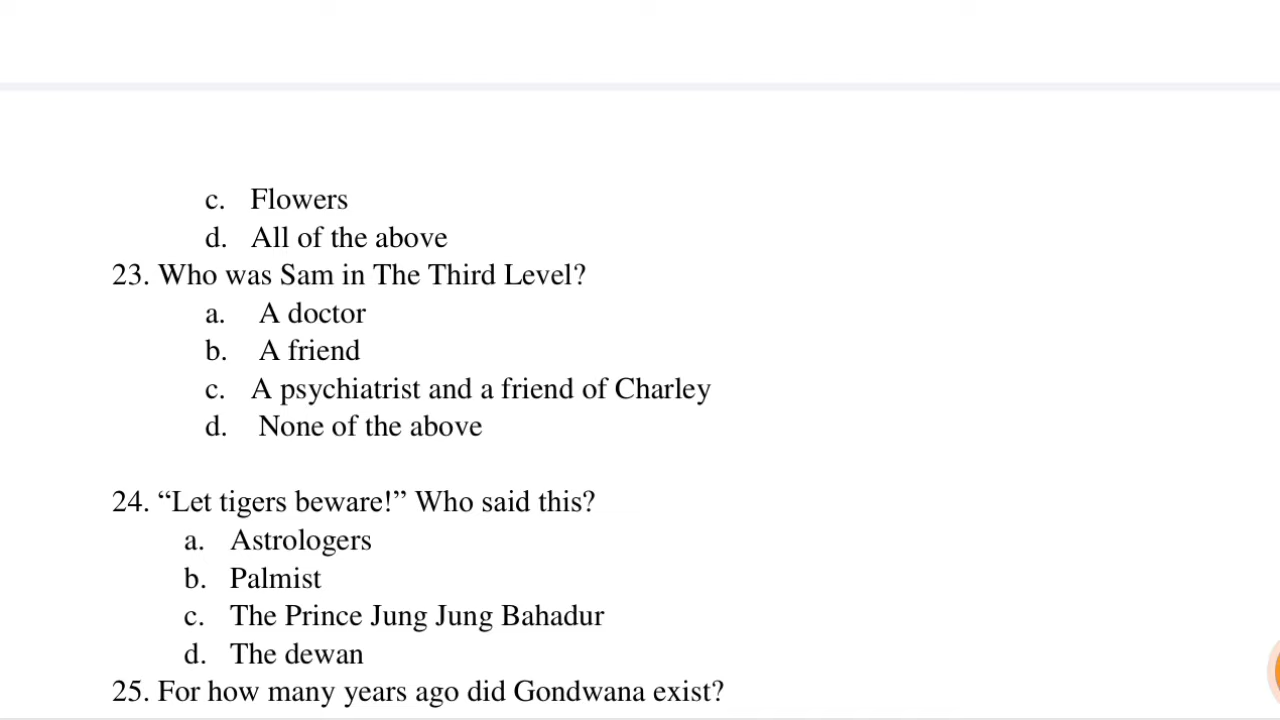 c. Flowers
d. All of the above
23. Who was Sam in The Third Level?
a. A doctor
b. A friend
c. A psychiatrist and a friend of Charley
d. None of the above
24. “Let tigers beware!” Who said this?
a. Astrologers
b. Palmist
c. The Prince Jung Jung Bahadur
d. The dewan
25. For how many years ago did Gondwana exist?